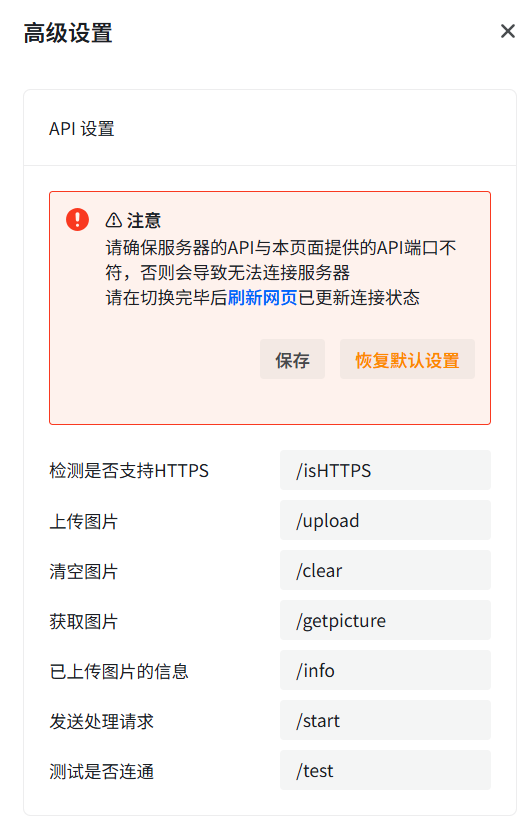 高级设置
API 设置
⚠ 注意
请确保服务器的API与本页面提供的API端口不
符，否则会导致无法连接服务器
请在切换完毕后刷新网页已更新连接状态
保存
恢复默认设置
检测是否支持HTTPS
/isHTTPS
上传图片
/upload
清空图片
/clear
获取图片
/getpicture
已上传图片的信息
/info
发送处理请求
/start
测试是否连通
/test